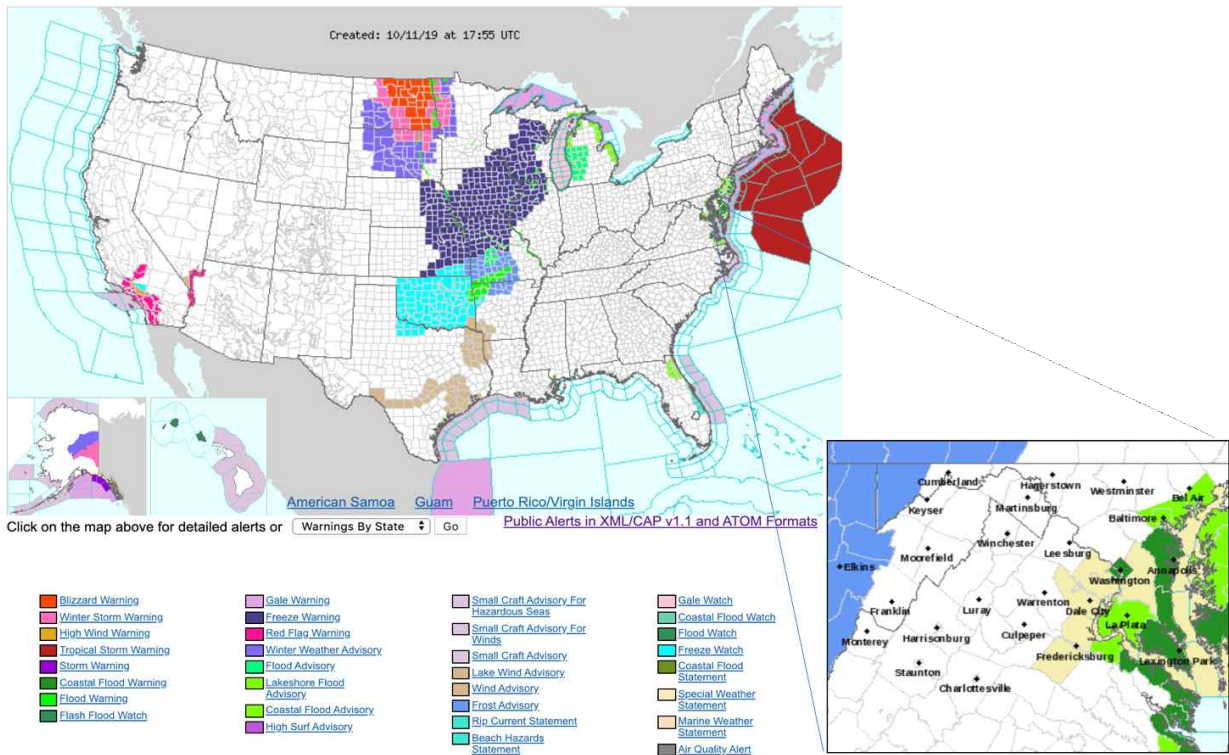 Created: 10/11/19 at 17:55 UTC
American Samoa Guam Puerto Rico/Virgin Islands
Click on the map above for detailed alerts or Warnings By State Go
Public Alerts in XML/CAP v1.1 and ATOM Formats
Blizzard Warning
Winter Storm Warning
High Wind Warning
Tropical Storm Warning
Storm Warning
Coastal Flood Warning
Flood Warning
Flash Flood Watch
Gale Warning
Freeze Warning
Red Flag Warning
Winter Weather Advisory
Flood Advisory
Lakeshore Flood
Advisory
Coastal Flood Advisory
High Surf Advisory
Small Craft Advisory For
Hazardous Seas
Small Craft Advisory For
Winds
Small Craft Advisory
Lake Wind Advisory
Wind Advisory
Frost Advisory
Rip Current Statement
Beach Hazards
Statement
Gale Watch
Coastal Flood Watch
Flood Watch
Freeze Watch
Coastal Flood
Statement
Special Weather
Statement
Marine Weather
Statement
Air Quality Alert
Cumberland
Hagerstown
Westminster
Bel Air
Keyser
Martinsburg
Baltimore
Winchester
Moorefield
Leesburg
Elkins
Annapolis
Washington
Franklin
Luray
Warrenton
Dale City
La Plata
Monterey
Harrisonburg
Culpeper
Fredericksburg
Lexington Park
Staunton
Charlottesville